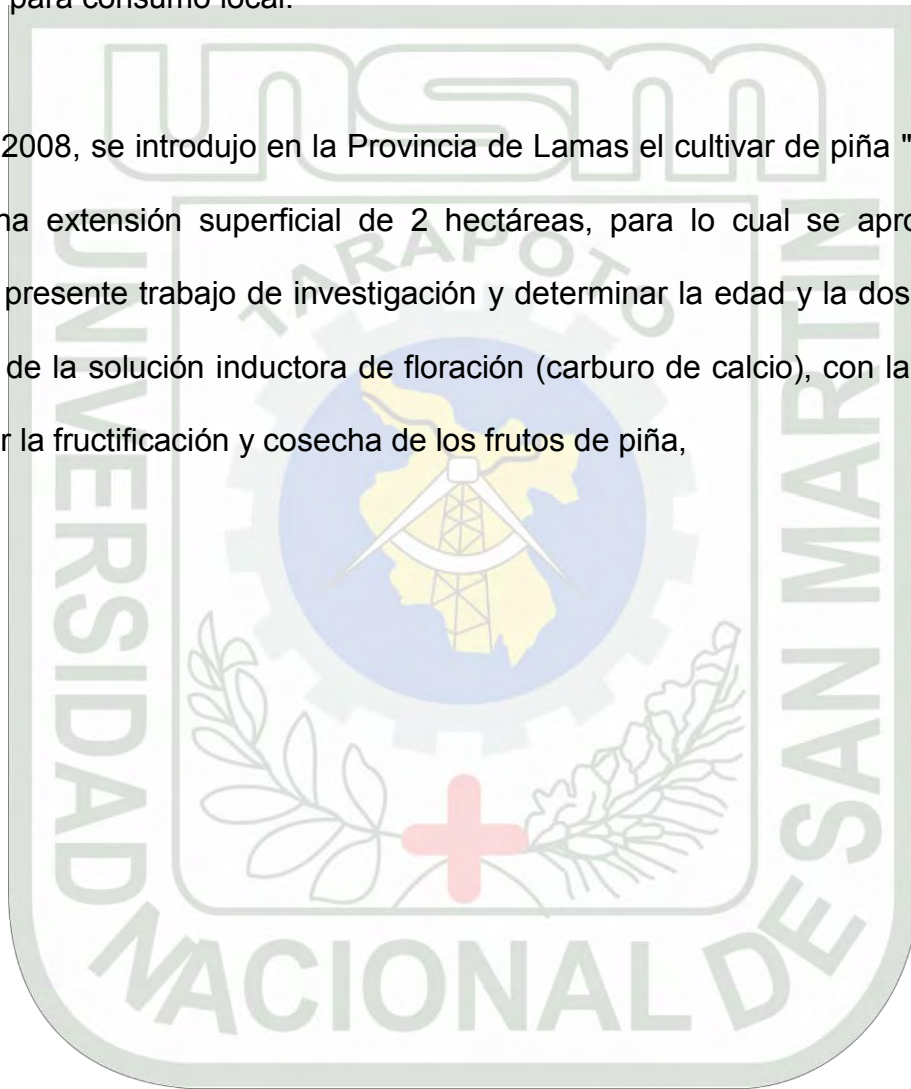 para consumo local.
2008, se introdujo en la Provincia de Lamas el cultivar de piña "
extensión superficial de 2 hectáreas, para lo cual se
presente trabajo de investigación y determinar la edad y la
de la solución inductora de floración (carburo de calcio), con la
la fructificación y cosecha de los frutos de piña,
unsm
TARAPOTO
UNIVERSIDAD NACIONAL DE SAN MARTIN